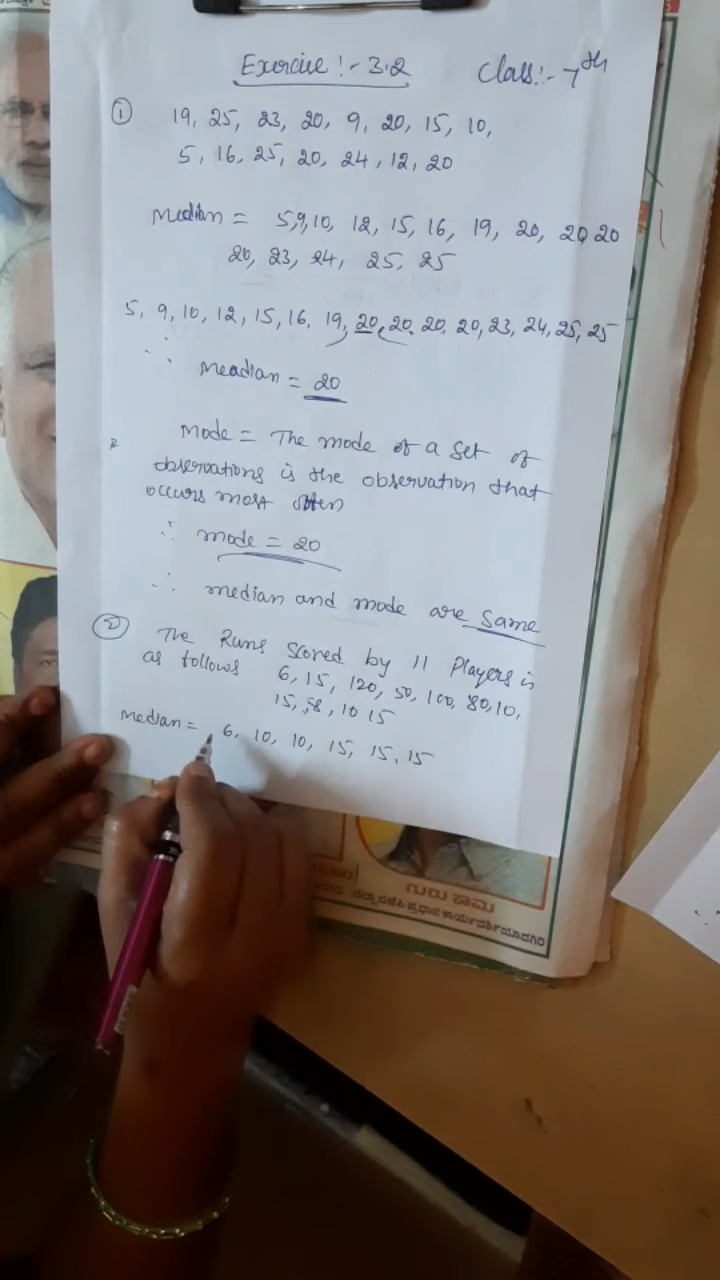 Exercise :- 3.2 Class:- 7th
① 19, 25, 23, 20, 9, 20, 15, 10,
5, 16, 25, 20, 24, 12, 20
Median = 5,9,10, 12, 15, 16, 19, 20, 20 20
20, 23, 24, 25, 25
5, 9, 10, 12, 15, 16, 19, 20, 20, 20, 20, 23, 24, 25, 25
∴ Meadian = 20
Mode = The mode of a set of
observations is the observation that
occurs most often
∴ mode = 20
∴ median and mode are same
② The Runs scored by 11 Players is
as follows 6, 15, 120, 50, 100, 80, 10,
15, 8, 10 15
median = 6, 10, 10, 15, 15, 15
ಗುರು ಕಾಮ